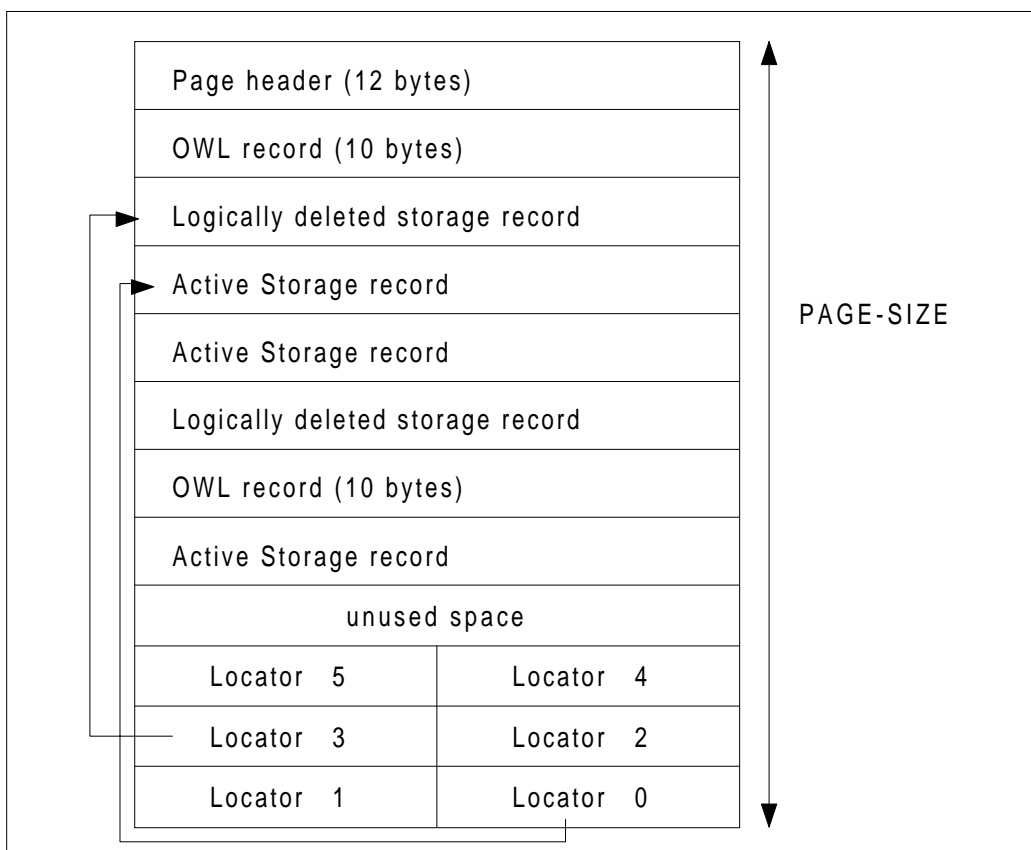 Page header (12 bytes)
OWL record (10 bytes)
Logically deleted storage record
Active Storage record
PAGE-SIZE
Active Storage record
Logically deleted storage record
OWL record (10 bytes)
Active Storage record
unused space
Locator 5 Locator 4
Locator 3 Locator 2
Locator 1 Locator 0